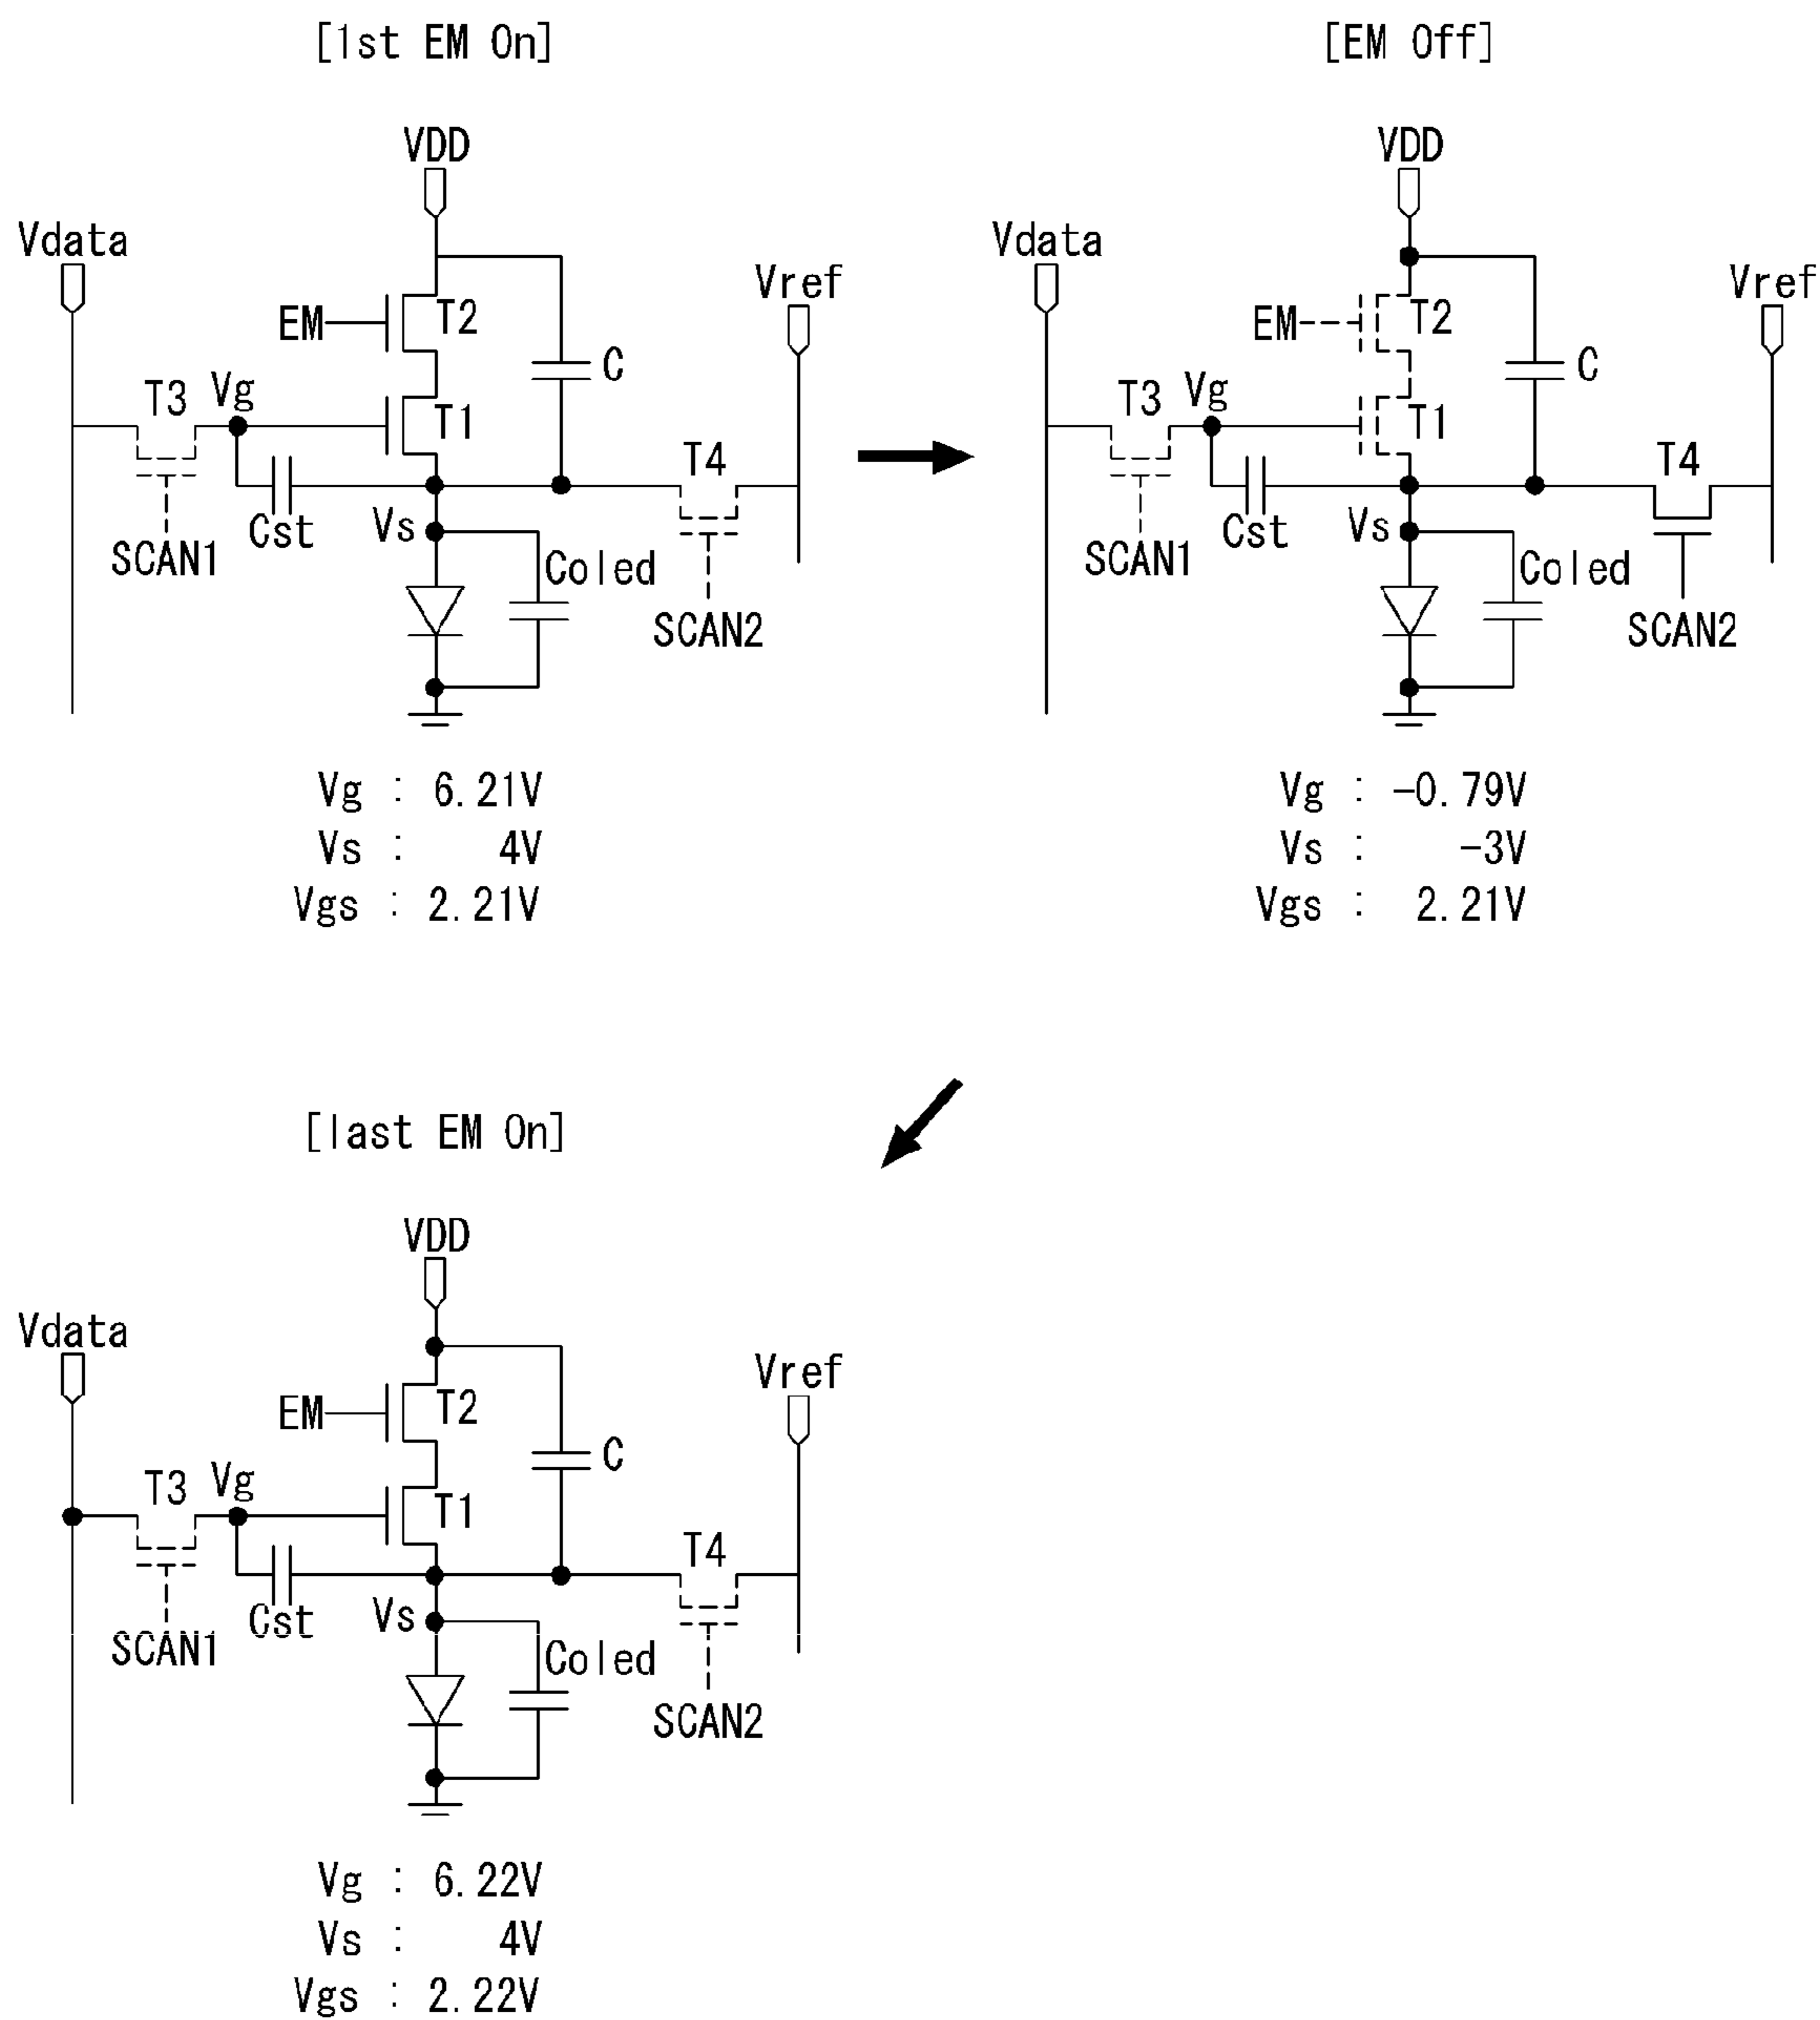 [1st EM On]
VDD
Vdata
Vref
EM
T2
C
T3
Vg
T1
T4
Cst
Vs
SCAN1
Coled
SCAN2
Vg : 6.21V
Vs : 4V
Vgs : 2.21V
[EM Off]
VDD
Vdata
Vref
EM
T2
C
T3
Vg
T1
T4
Cst
Vs
SCAN1
Coled
SCAN2
Vg : -0.79V
Vs : -3V
Vgs : 2.21V
[last EM On]
VDD
Vdata
Vref
EM
T2
C
T3
Vg
T1
T4
Cst
Vs
SCAN1
Coled
SCAN2
Vg : 6.22V
Vs : 4V
Vgs : 2.22V